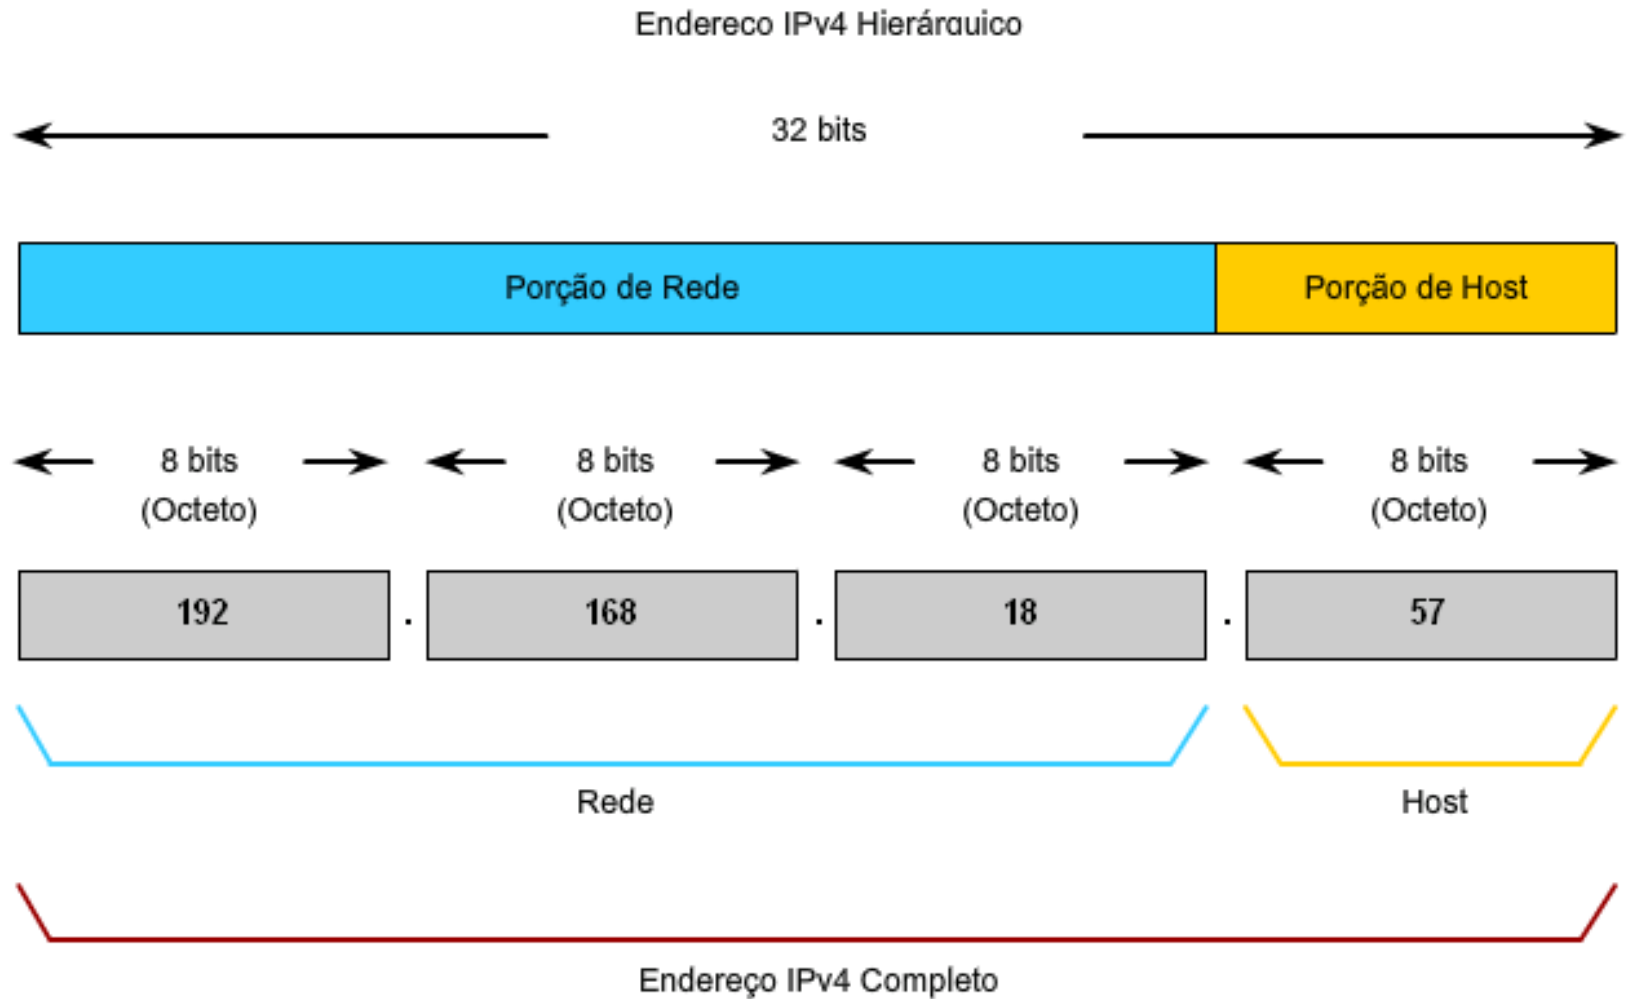 Endereço IPv4 Hierárquico
32 bits
Porção de Rede Porção de Host
8 bits 8 bits 8 bits 8 bits
(Octeto) (Octeto) (Octeto) (Octeto)
192 . 168 . 18 . 57
Rede Host
Endereço IPv4 Completo